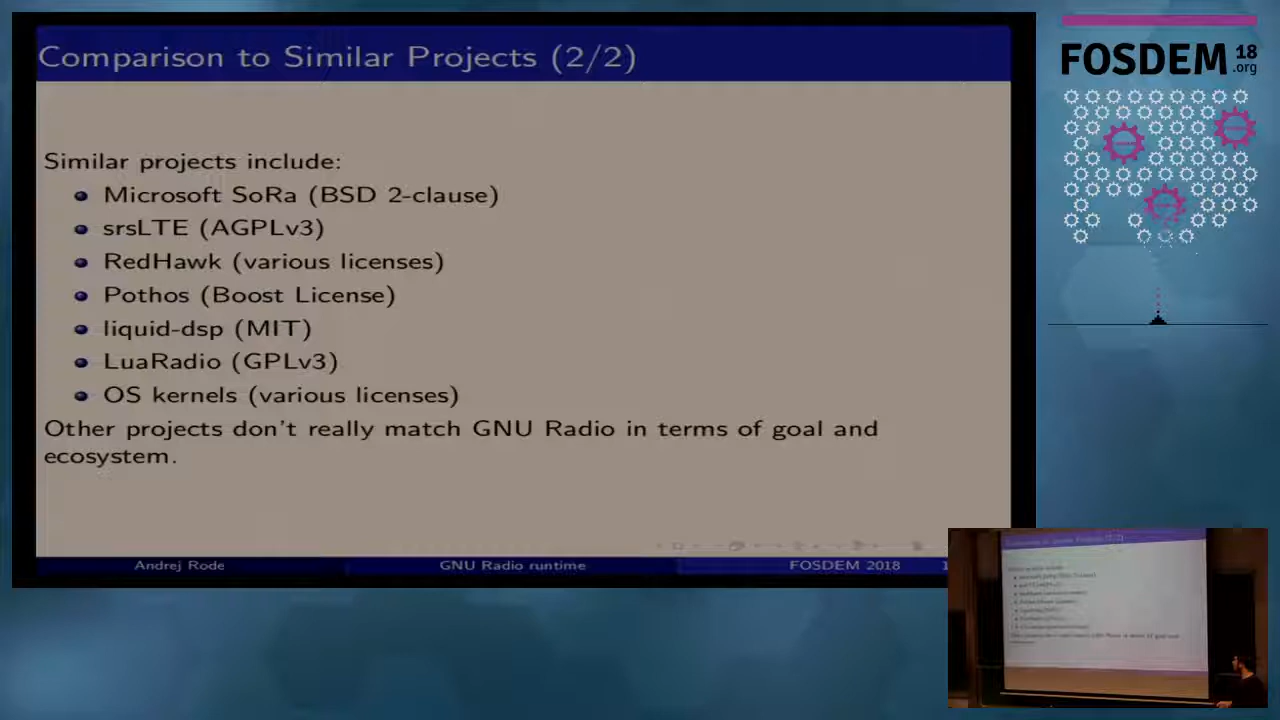 Comparison to Similar Projects (2/2)
FOSDEM 18
.org
Similar projects include:
Microsoft SoRa (BSD 2-clause)
srsLTE (AGPLv3)
RedHawk (various licenses)
Pothos (Boost License)
liquid-dsp (MIT)
LuaRadio (GPLv3)
OS kernels (various licenses)
Other projects don't really match GNU Radio in terms of goal and
ecosystem.
Andrej Rode
GNU Radio runtime
FOSDEM 2018